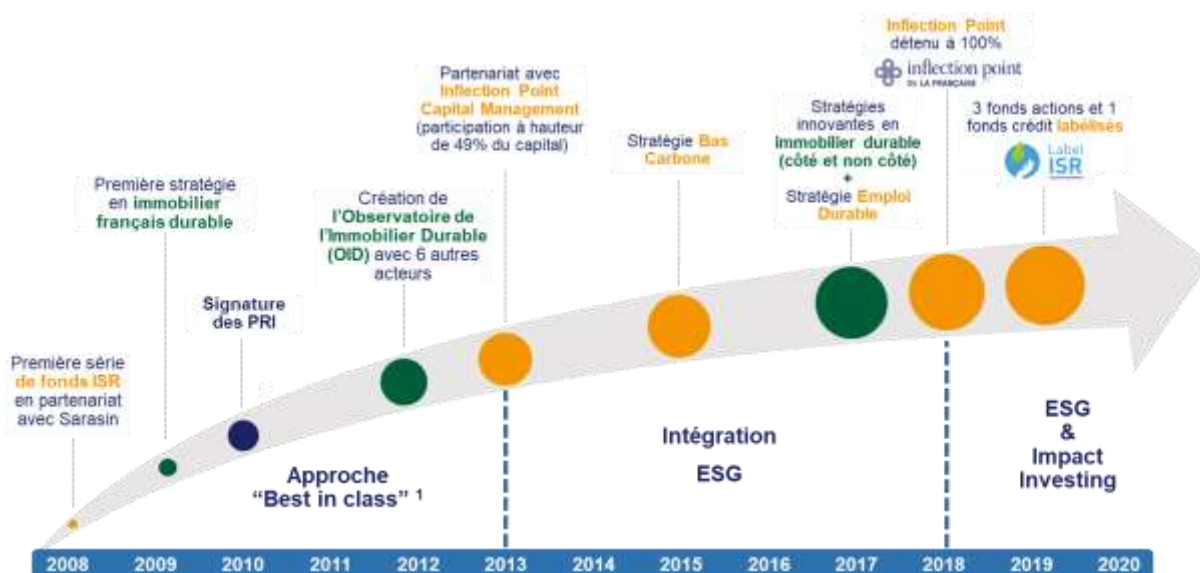 Première série
de fonds ISR
en partenariat
avec Sarasin
Première stratégie
en immobilier
français durable
Signature
des PRI
Création de
l'Observatoire de
l'Immobilier Durable
(OID) avec 6 autres
acteurs
Partenariat avec
Inflection Point
Capital Management
(participation à hauteur
de 49% du capital)
Stratégie Bas
Carbone
Stratégies
innovantes en
immobilier durable
(côté et non côté)
+
Stratégie Emploi
Durable
Inflection Point
détenu à 100%
inflection point
BY LA FRANÇAISE
3 fonds actions et 1
fonds crédit labélisés
Label
ISR
Approche
“Best in class” 1
Intégration
ESG
ESG
&
Impact
Investing
2008 2009 2010 2011 2012 2013 2014 2015 2016 2017 2018 2019 2020